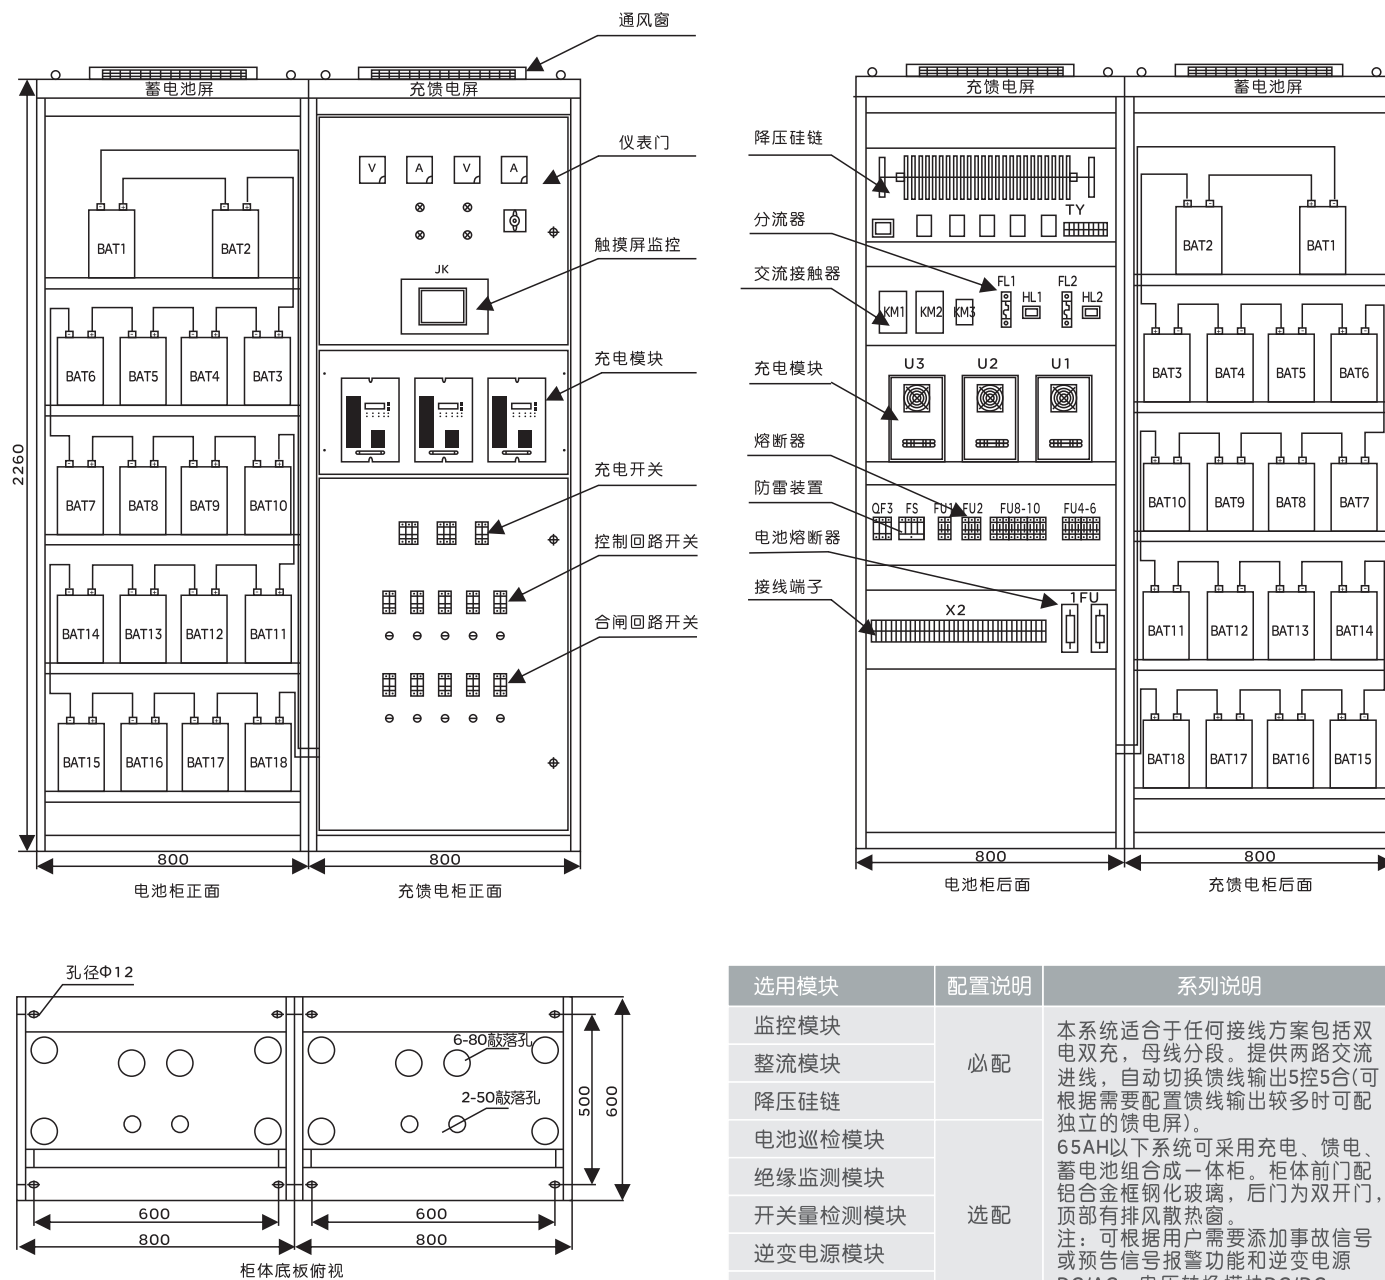 通风窗
蓄电池屏
充馈电屏
V
A
V
A
仪表门
触摸屏监控
JK
BAT1
BAT2
BAT6
BAT5
BAT4
BAT3
充电模块
BAT7
BAT8
BAT9
BAT10
充电开关
控制回路开关
BAT14
BAT13
BAT12
BAT11
合闸回路开关
BAT15
BAT16
BAT17
BAT18
2260
800
800
电池柜正面
充馈电柜正面
充馈电屏
蓄电池屏
降压硅链
TY
分流器
交流接触器
FL1
FL2
HL1
HL2
KM1
KM2
KM3
充电模块
U3
U2
U1
熔断器
防雷装置
QF3
FS
FU1
FU2
FU8-10
FU4-6
电池熔断器
接线端子
X2
1FU
BAT2
BAT1
BAT3
BAT4
BAT5
BAT6
BAT10
BAT9
BAT8
BAT7
BAT11
BAT12
BAT13
BAT14
BAT18
BAT17
BAT16
BAT15
800
800
电池柜后面
充馈电柜后面
孔径Φ12
6-80敲落孔
2-50敲落孔
500
600
600
600
800
800
柜体底板俯视
选用模块
配置说明
系列说明
监控模块
整流模块
降压硅链
电池巡检模块
绝缘监测模块
开关量检测模块
逆变电源模块
必配
选配
本系统适合于任何接线方案包括双
电双充，母线分段。提供两路交流
进线，自动切换馈线输出5控5合(可
根据需要配置馈线输出较多时可配
独立的馈电屏)。
65AH以下系统可采用充电、馈电、
蓄电池组合成一体柜。柜体前门配
铝合金框钢化玻璃，后门为双开门，
顶部有排风散热窗。
注：可根据用户需要添加事故信号
或预告信号报警功能和逆变电源